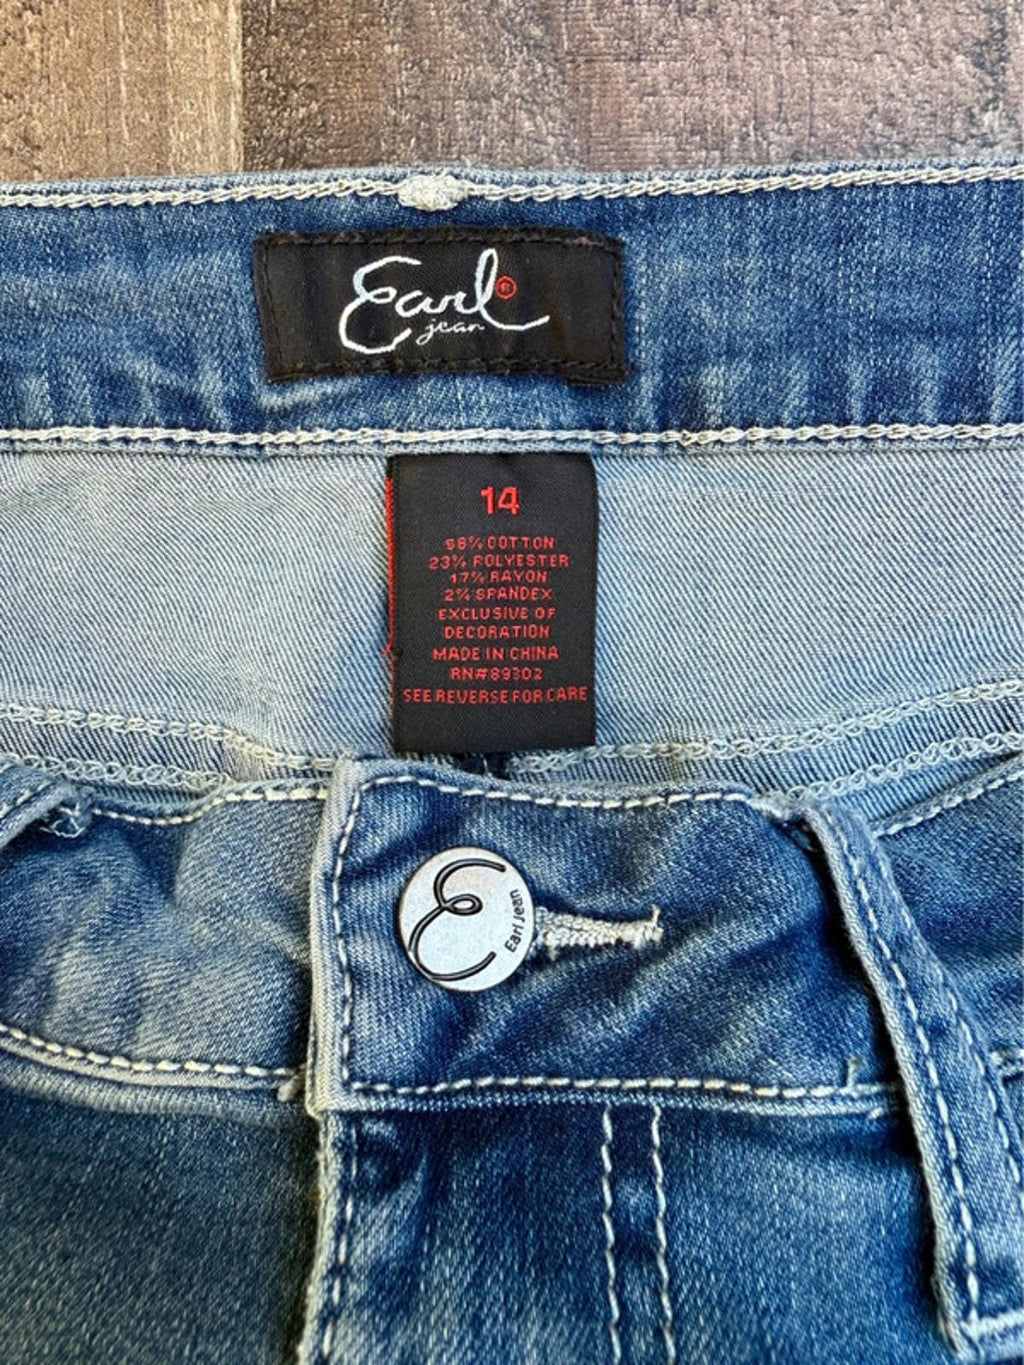 Earl®
jean
14
58% COTTON
23% POLYESTER
17% RAYON
2% SPANDEX
EXCLUSIVE OF
DECORATION
MADE IN CHINA
RN#89302
SEE REVERSE FOR CARE
E
Earl Jean